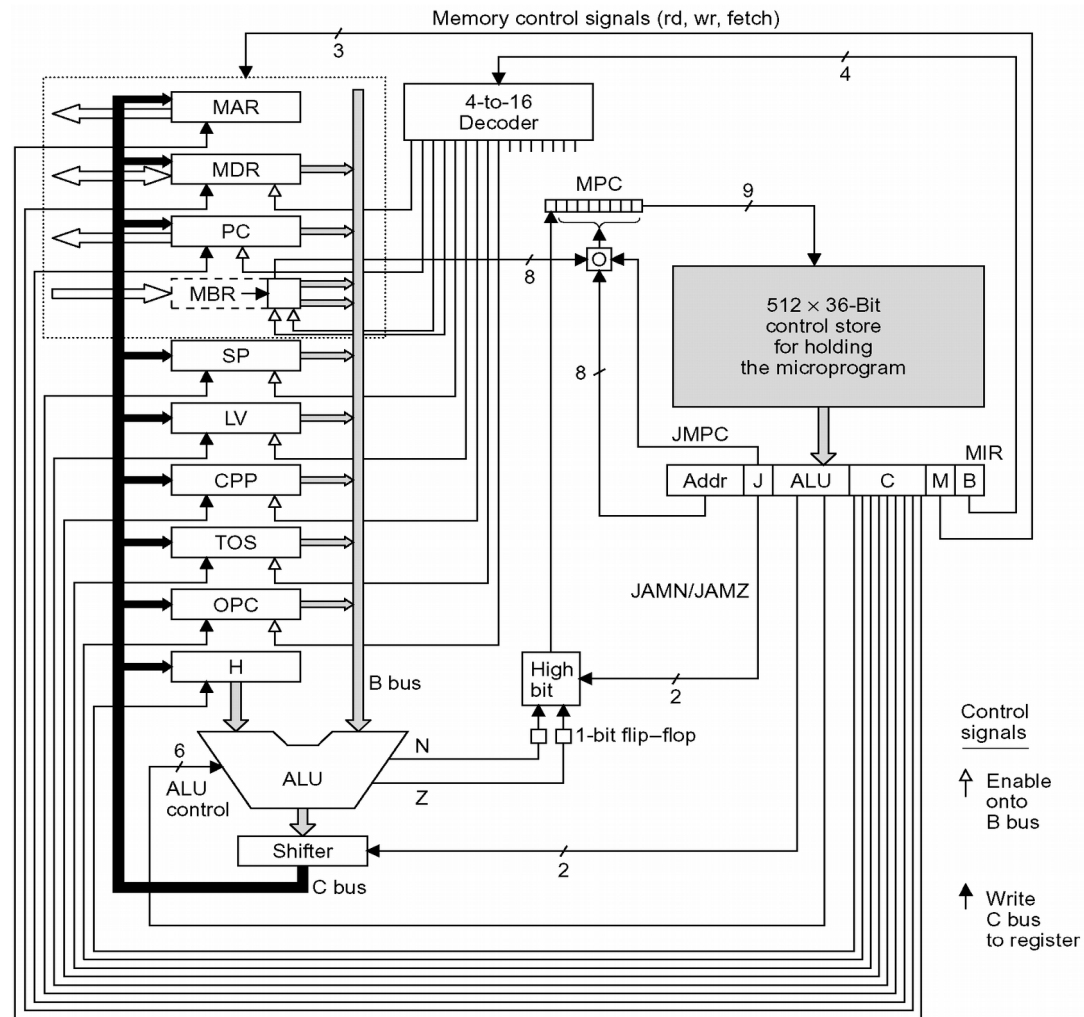 Memory control signals (rd, wr, fetch)
3
4
MAR
4-to-16
Decoder
MDR
MPC
9
PC
O
8
MBR
512 × 36-Bit
control store
for holding
the microprogram
SP
8
LV
JMPC
MIR
Addr J ALU C M B
CPP
TOS
JAMN/JAMZ
OPC
H
High
bit
2
B bus
Control
signals
1-bit flip–flop
N
6
ALU
Z
ALU
control
Enable
onto
B bus
Shifter
2
C bus
Write
C bus
to register